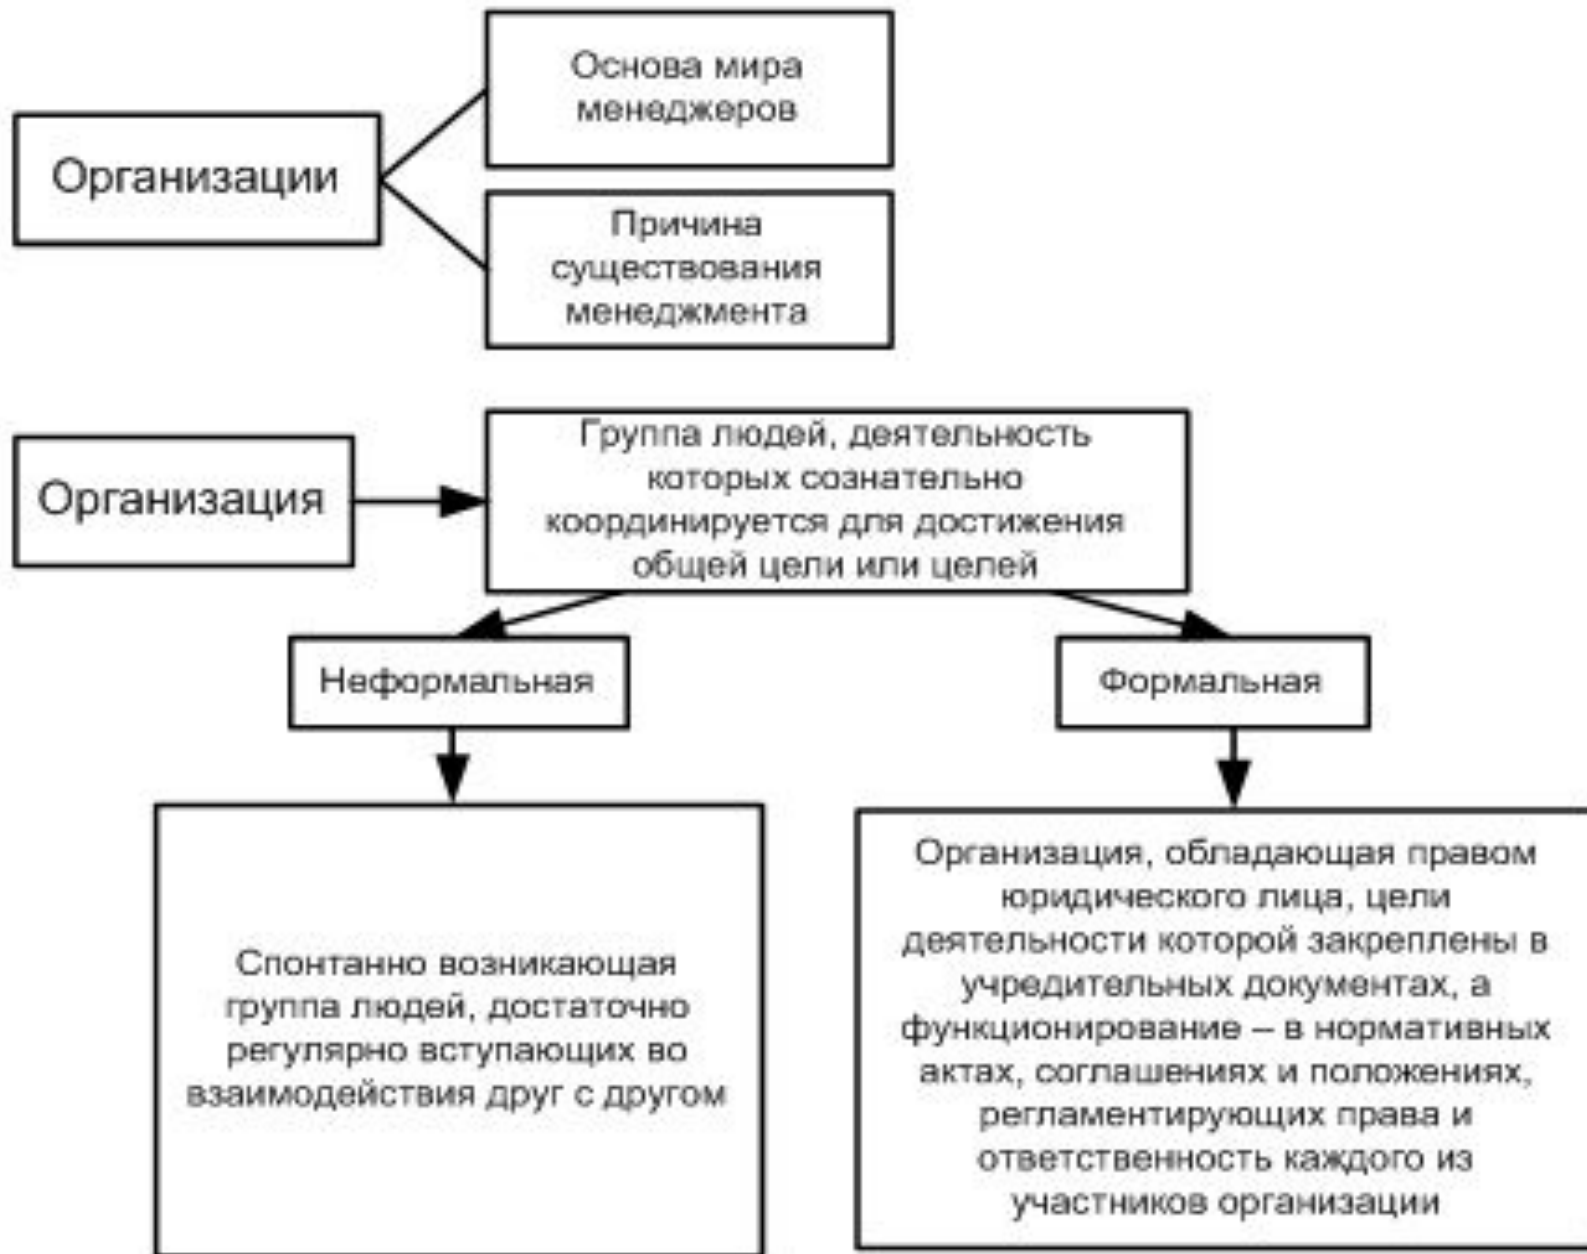 Организации
Основа мира
менеджеров
Причина
существования
менеджмента
Организация
Группа людей, деятельность
которых сознательно
координируется для достижения
общей цели или целей
Неформальная
Формальная
Спонтанно возникающая
группа людей, достаточно
регулярно вступающих во
взаимодействия друг с другом
Организация, обладающая правом
юридического лица, цели
деятельности которой закреплены в
учредительных документах, а
функционирование – в нормативных
актах, соглашениях и положениях,
регламентирующих права и
ответственность каждого из
участников организации